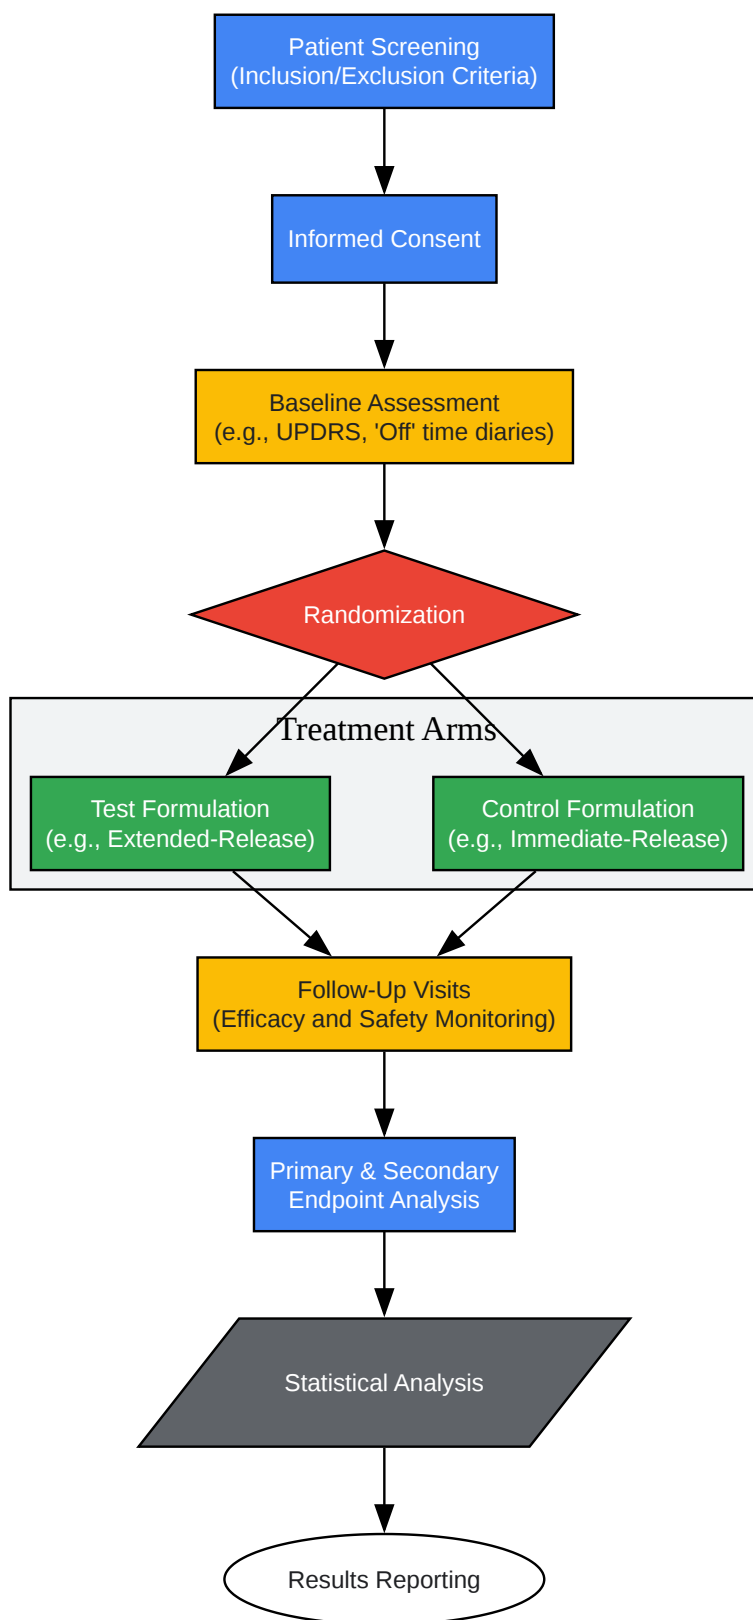 Patient Screening
(Inclusion/Exclusion Criteria)
Informed Consent
Baseline Assessment
(e.g., UPDRS, 'Off' time diaries)
Randomization
Treatment Arms
Test Formulation
(e.g., Extended-Release)
Control Formulation
(e.g., Immediate-Release)
Follow-Up Visits
(Efficacy and Safety Monitoring)
Primary & Secondary
Endpoint Analysis
Statistical Analysis
Results Reporting